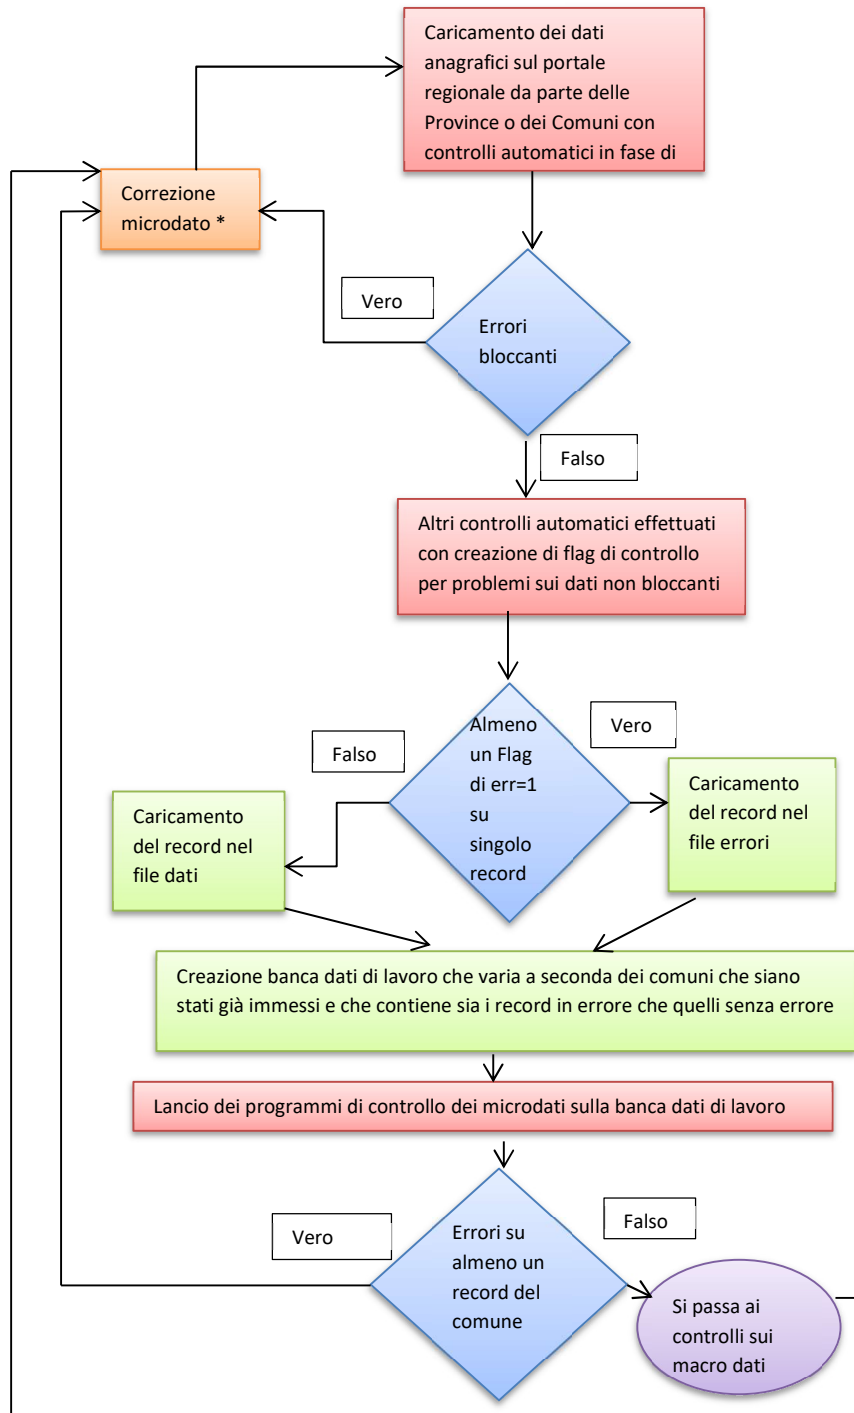 Caricamento dei dati
anagrafici sul portale
regionale da parte delle
Province o dei Comuni con
controlli automatici in fase di
Correzione
microdato *
Vero
Errori
bloccanti
Falso
Altri controlli automatici effettuati
con creazione di flag di controllo
per problemi sui dati non bloccanti
Almeno
un Flag
di err=1
su
singolo
record
Falso
Vero
Caricamento
del record nel
file dati
Caricamento
del record nel
file errori
Creazione banca dati di lavoro che varia a seconda dei comuni che siano
stati già immessi e che contiene sia i record in errore che quelli senza errore
Lancio dei programmi di controllo dei microdati sulla banca dati di lavoro
Vero
Errori su
almeno un
record del
comune
Falso
Si passa ai
controlli sui
macro dati